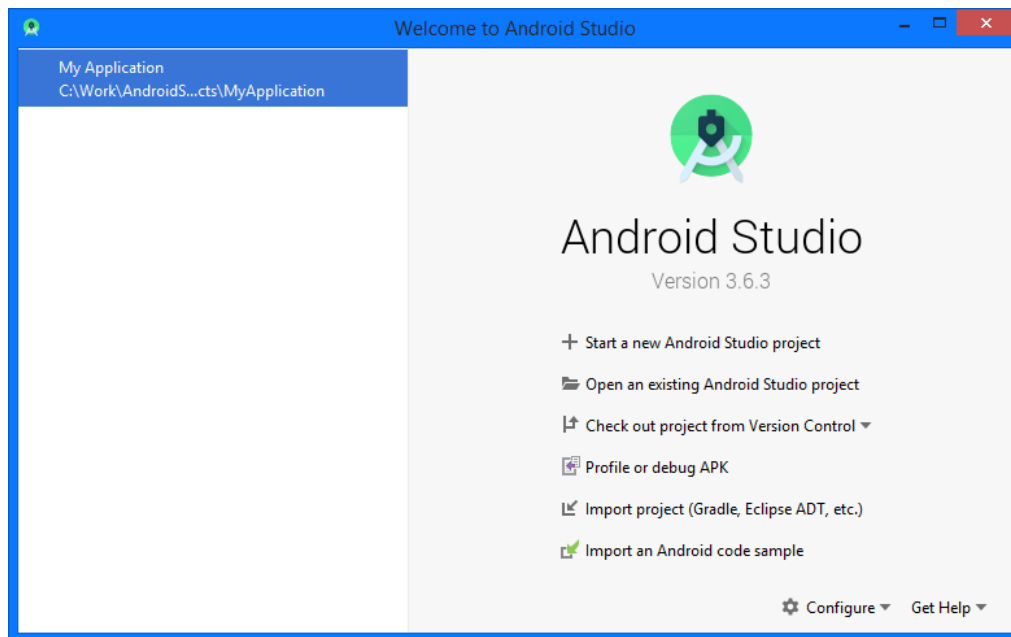 Welcome to Android Studio
My Application
C:\Work\AndroidS...cts\MyApplication
Android Studio
Version 3.6.3
Start a new Android Studio project
Open an existing Android Studio project
Check out project from Version Control
Profile or debug APK
Import project (Gradle, Eclipse ADT, etc.)
Import an Android code sample
Configure Get Help